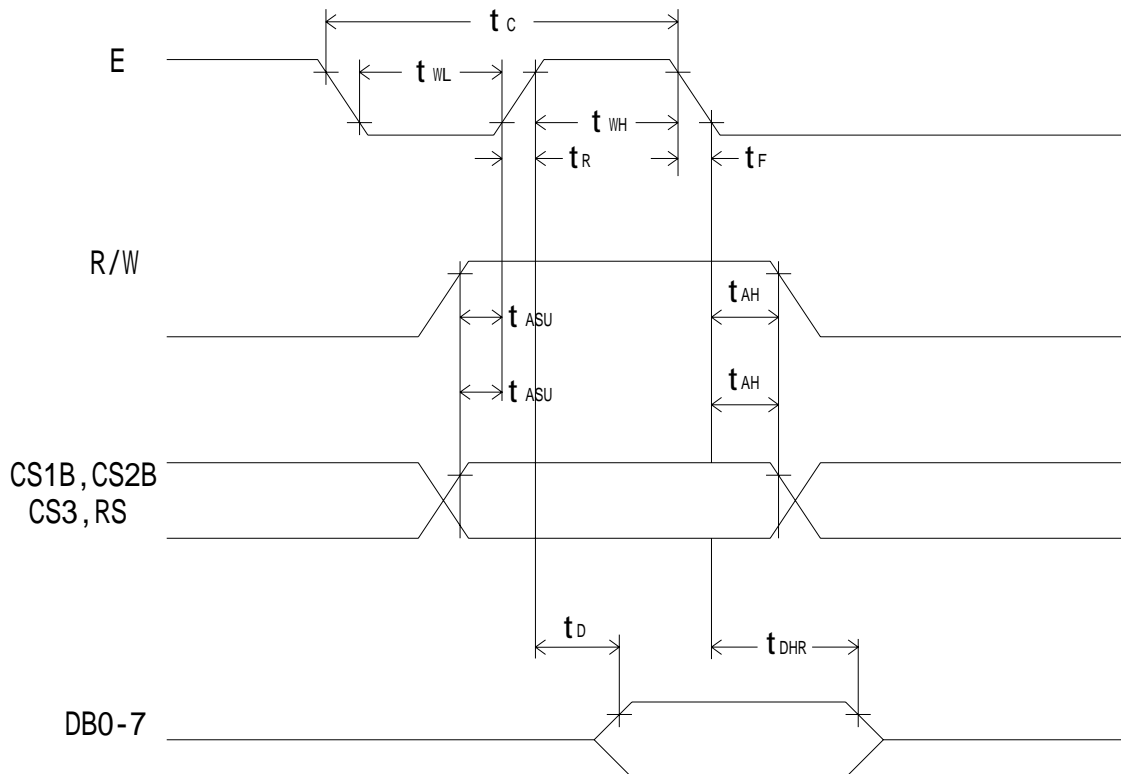 t C
E
t WL
t WH
t R
t F
R/W
t AH
t ASU
t AH
t ASU
CS1B,CS2B
CS3,RS
t D
t DHR
DB0-7